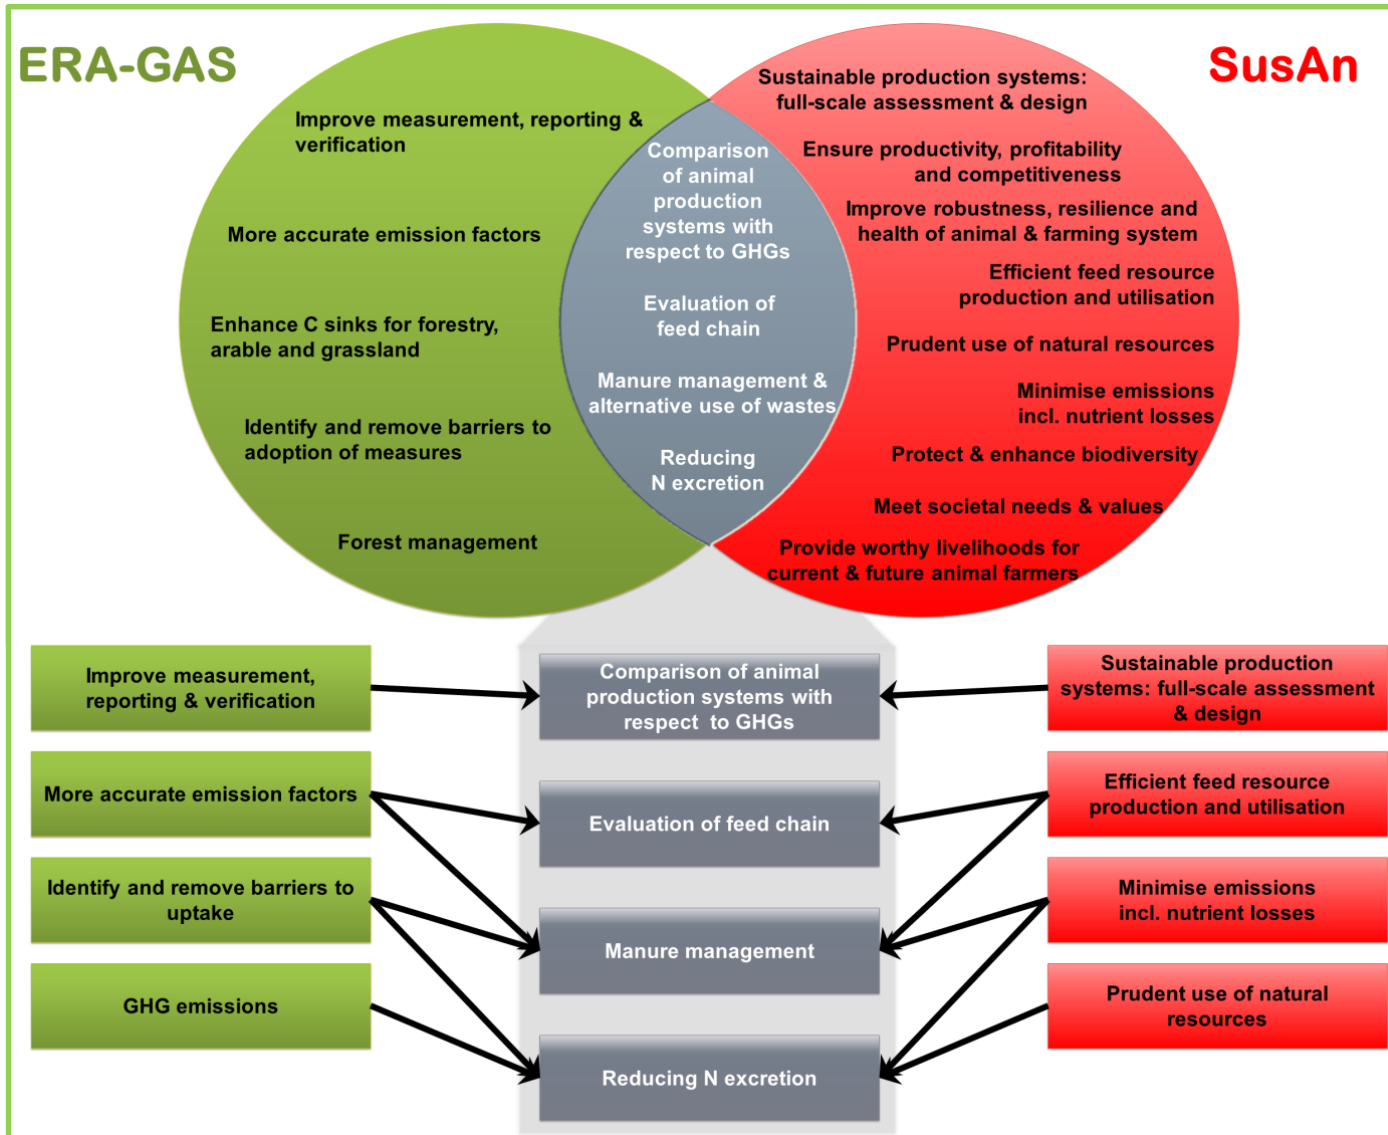 ERA-GAS
SusAn
Improve measurement, reporting &
verification
More accurate emission factors
Enhance C sinks for forestry,
arable and grassland
Identify and remove barriers to
adoption of measures
Forest management
Comparison
of animal
production
systems with
respect to GHGs
Evaluation of
feed chain
Manure management &
alternative use of wastes
Reducing
N excretion
Sustainable production systems:
full-scale assessment & design
Ensure productivity, profitability
and competitiveness
Improve robustness, resilience and
health of animal & farming system
Efficient feed resource
production and utilisation
Prudent use of natural resources
Minimise emissions
incl. nutrient losses
Protect & enhance biodiversity
Meet societal needs & values
Provide worthy livelihoods for
current & future animal farmers
Improve measurement,
reporting & verification
More accurate emission factors
Identify and remove barriers to
uptake
GHG emissions
Comparison of animal
production systems with
respect to GHGs
Evaluation of feed chain
Manure management
Reducing N excretion
Sustainable production
systems: full-scale assessment
& design
Efficient feed resource
production and utilisation
Minimise emissions
incl. nutrient losses
Prudent use of natural
resources